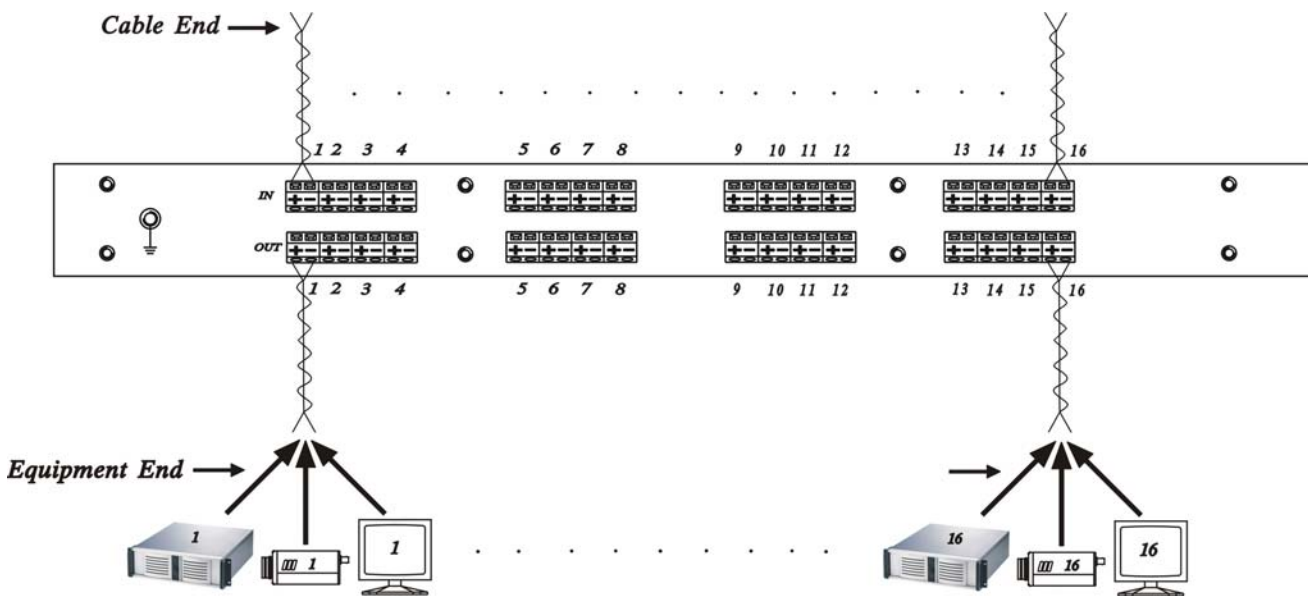 Cable End
1 2 3 4 5 6 7 8 9 10 11 12 13 14 15 16
IN
+ - + - + - + - + - + - + - + - + - + - + - + - + - + - + - + -
OUT
+ - + - + - + - + - + - + - + - + - + - + - + - + - + - + - + -
1 2 3 4 5 6 7 8 9 10 11 12 13 14 15 16
Equipment End
1 1 1 16 16 16